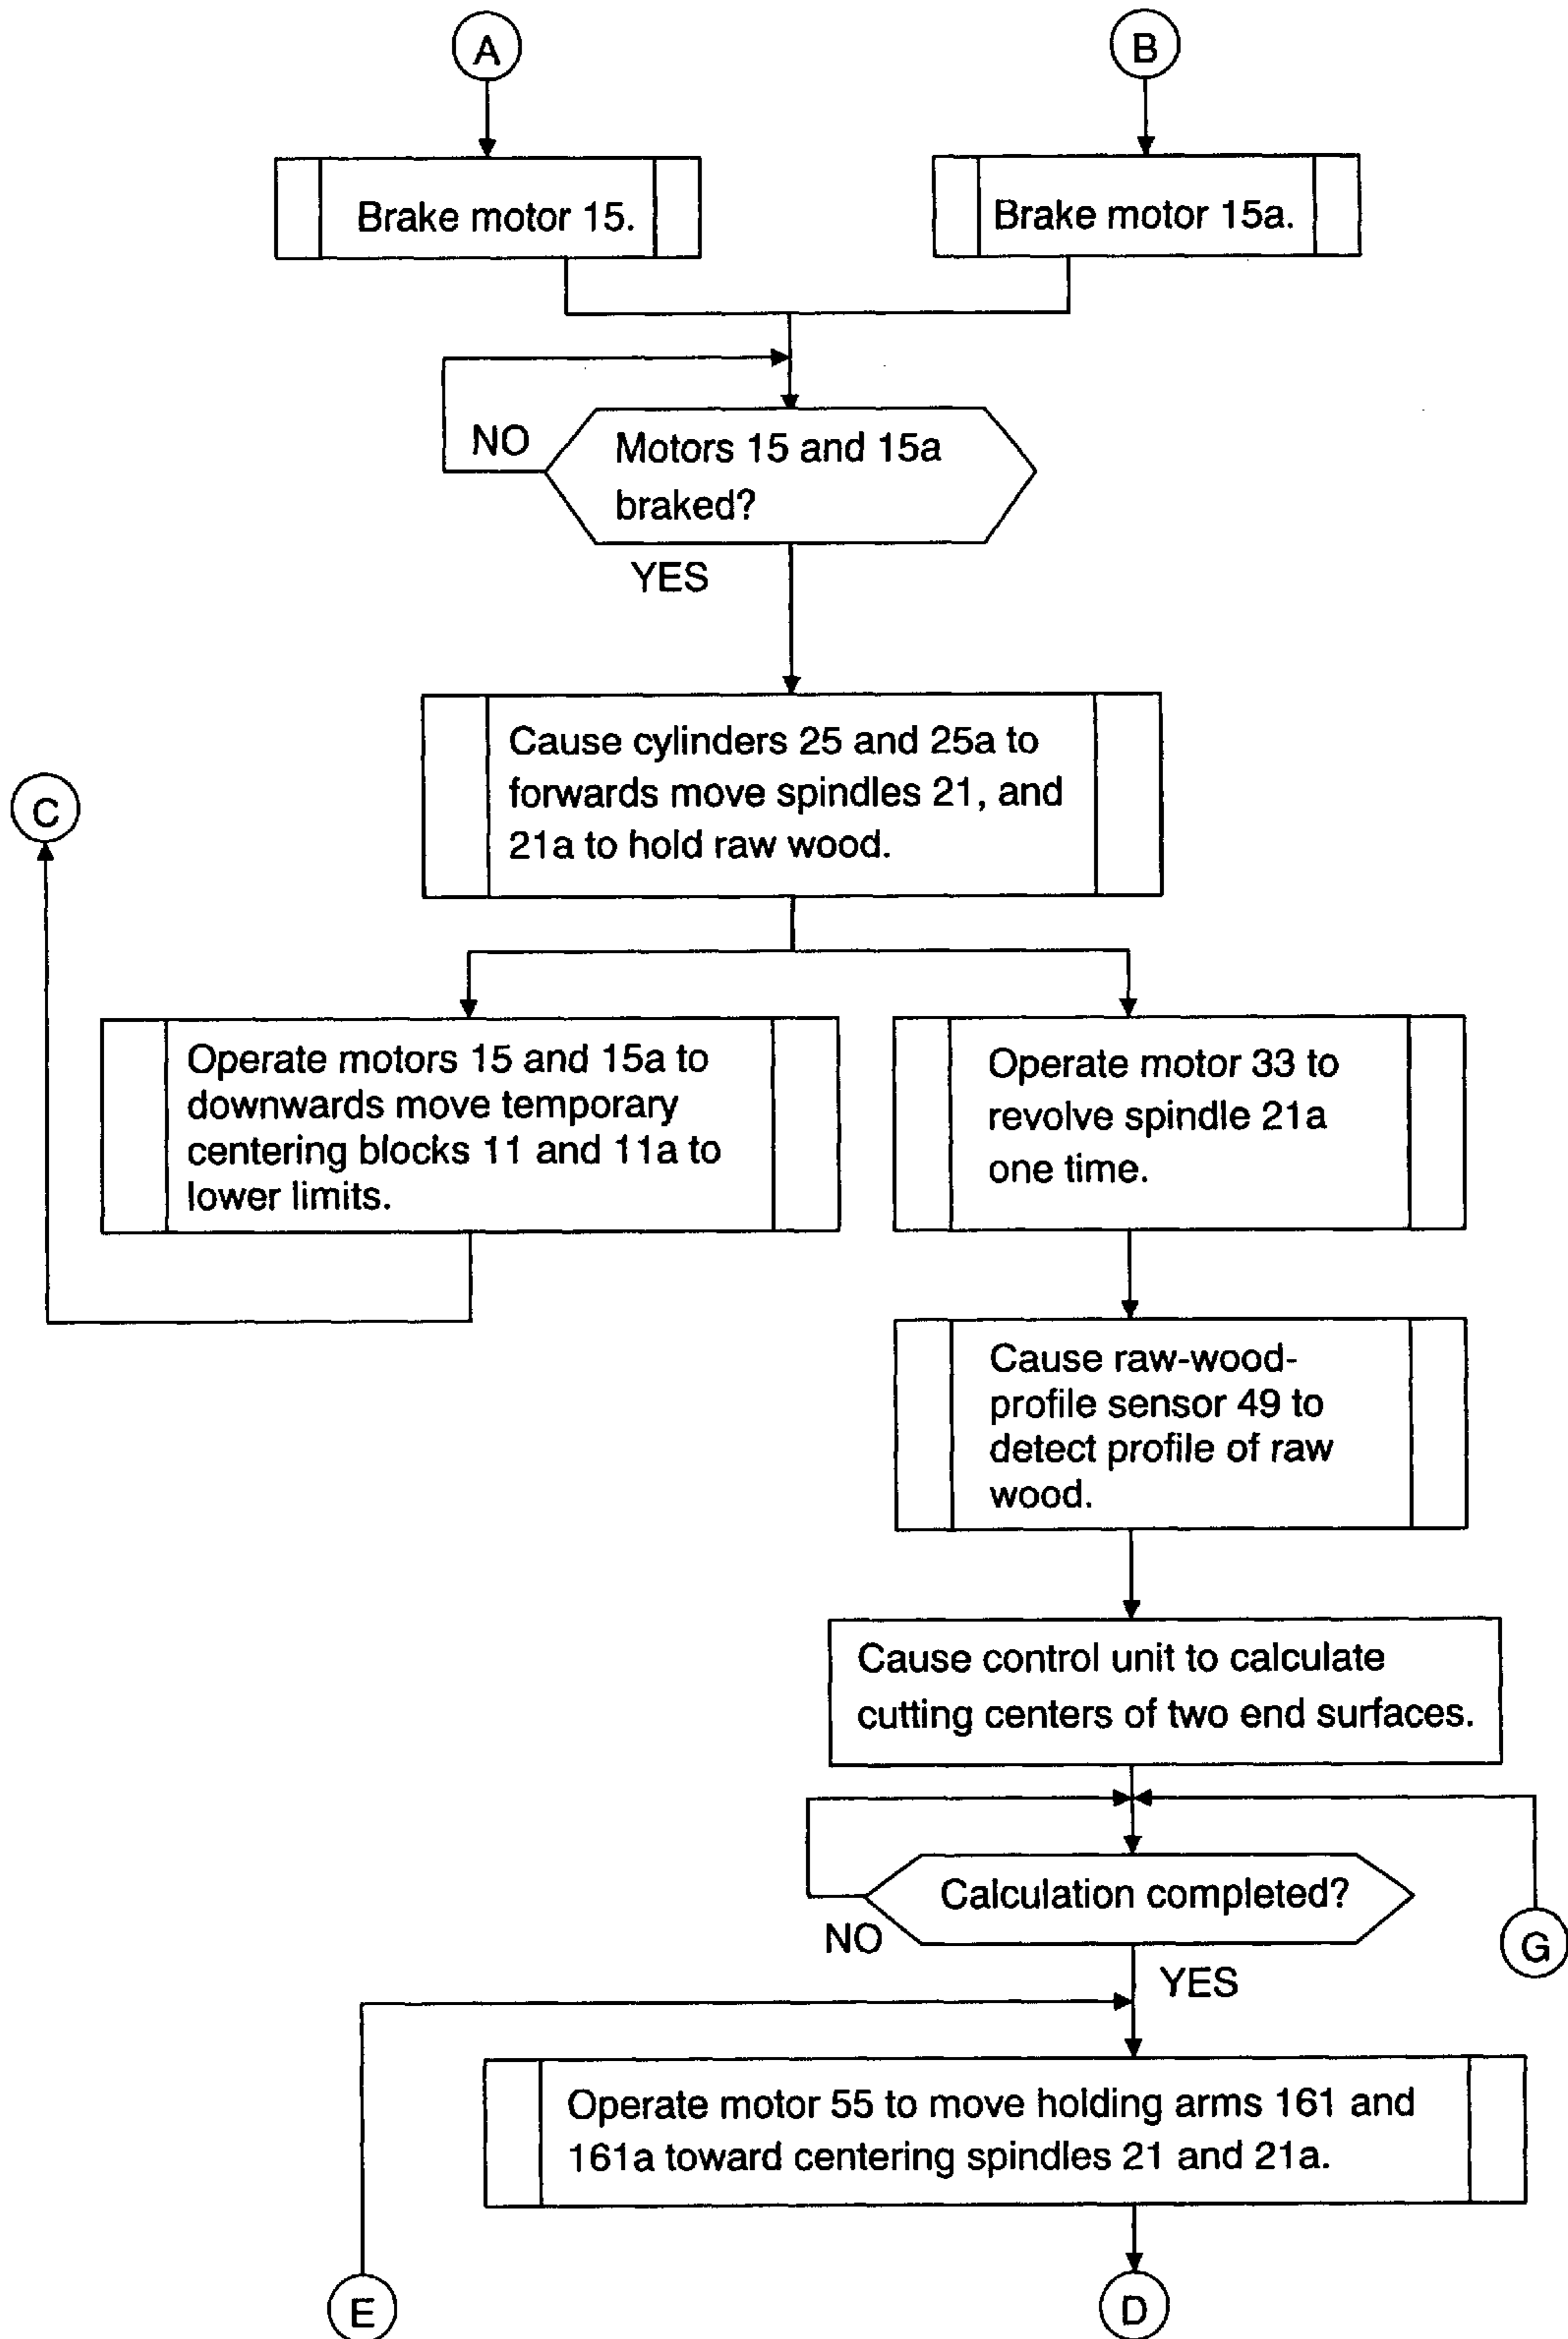 A
B
Brake motor 15.
Brake motor 15a.
NO
Motors 15 and 15a
braked?
YES
Cause cylinders 25 and 25a to
forwards move spindles 21, and
21a to hold raw wood.
C
Operate motors 15 and 15a to
downwards move temporary
centering blocks 11 and 11a to
lower limits.
Operate motor 33 to
revolve spindle 21a
one time.
Cause raw-wood-
profile sensor 49 to
detect profile of raw
wood.
Cause control unit to calculate
cutting centers of two end surfaces.
Calculation completed?
NO
G
YES
Operate motor 55 to move holding arms 161 and
161a toward centering spindles 21 and 21a.
E
D